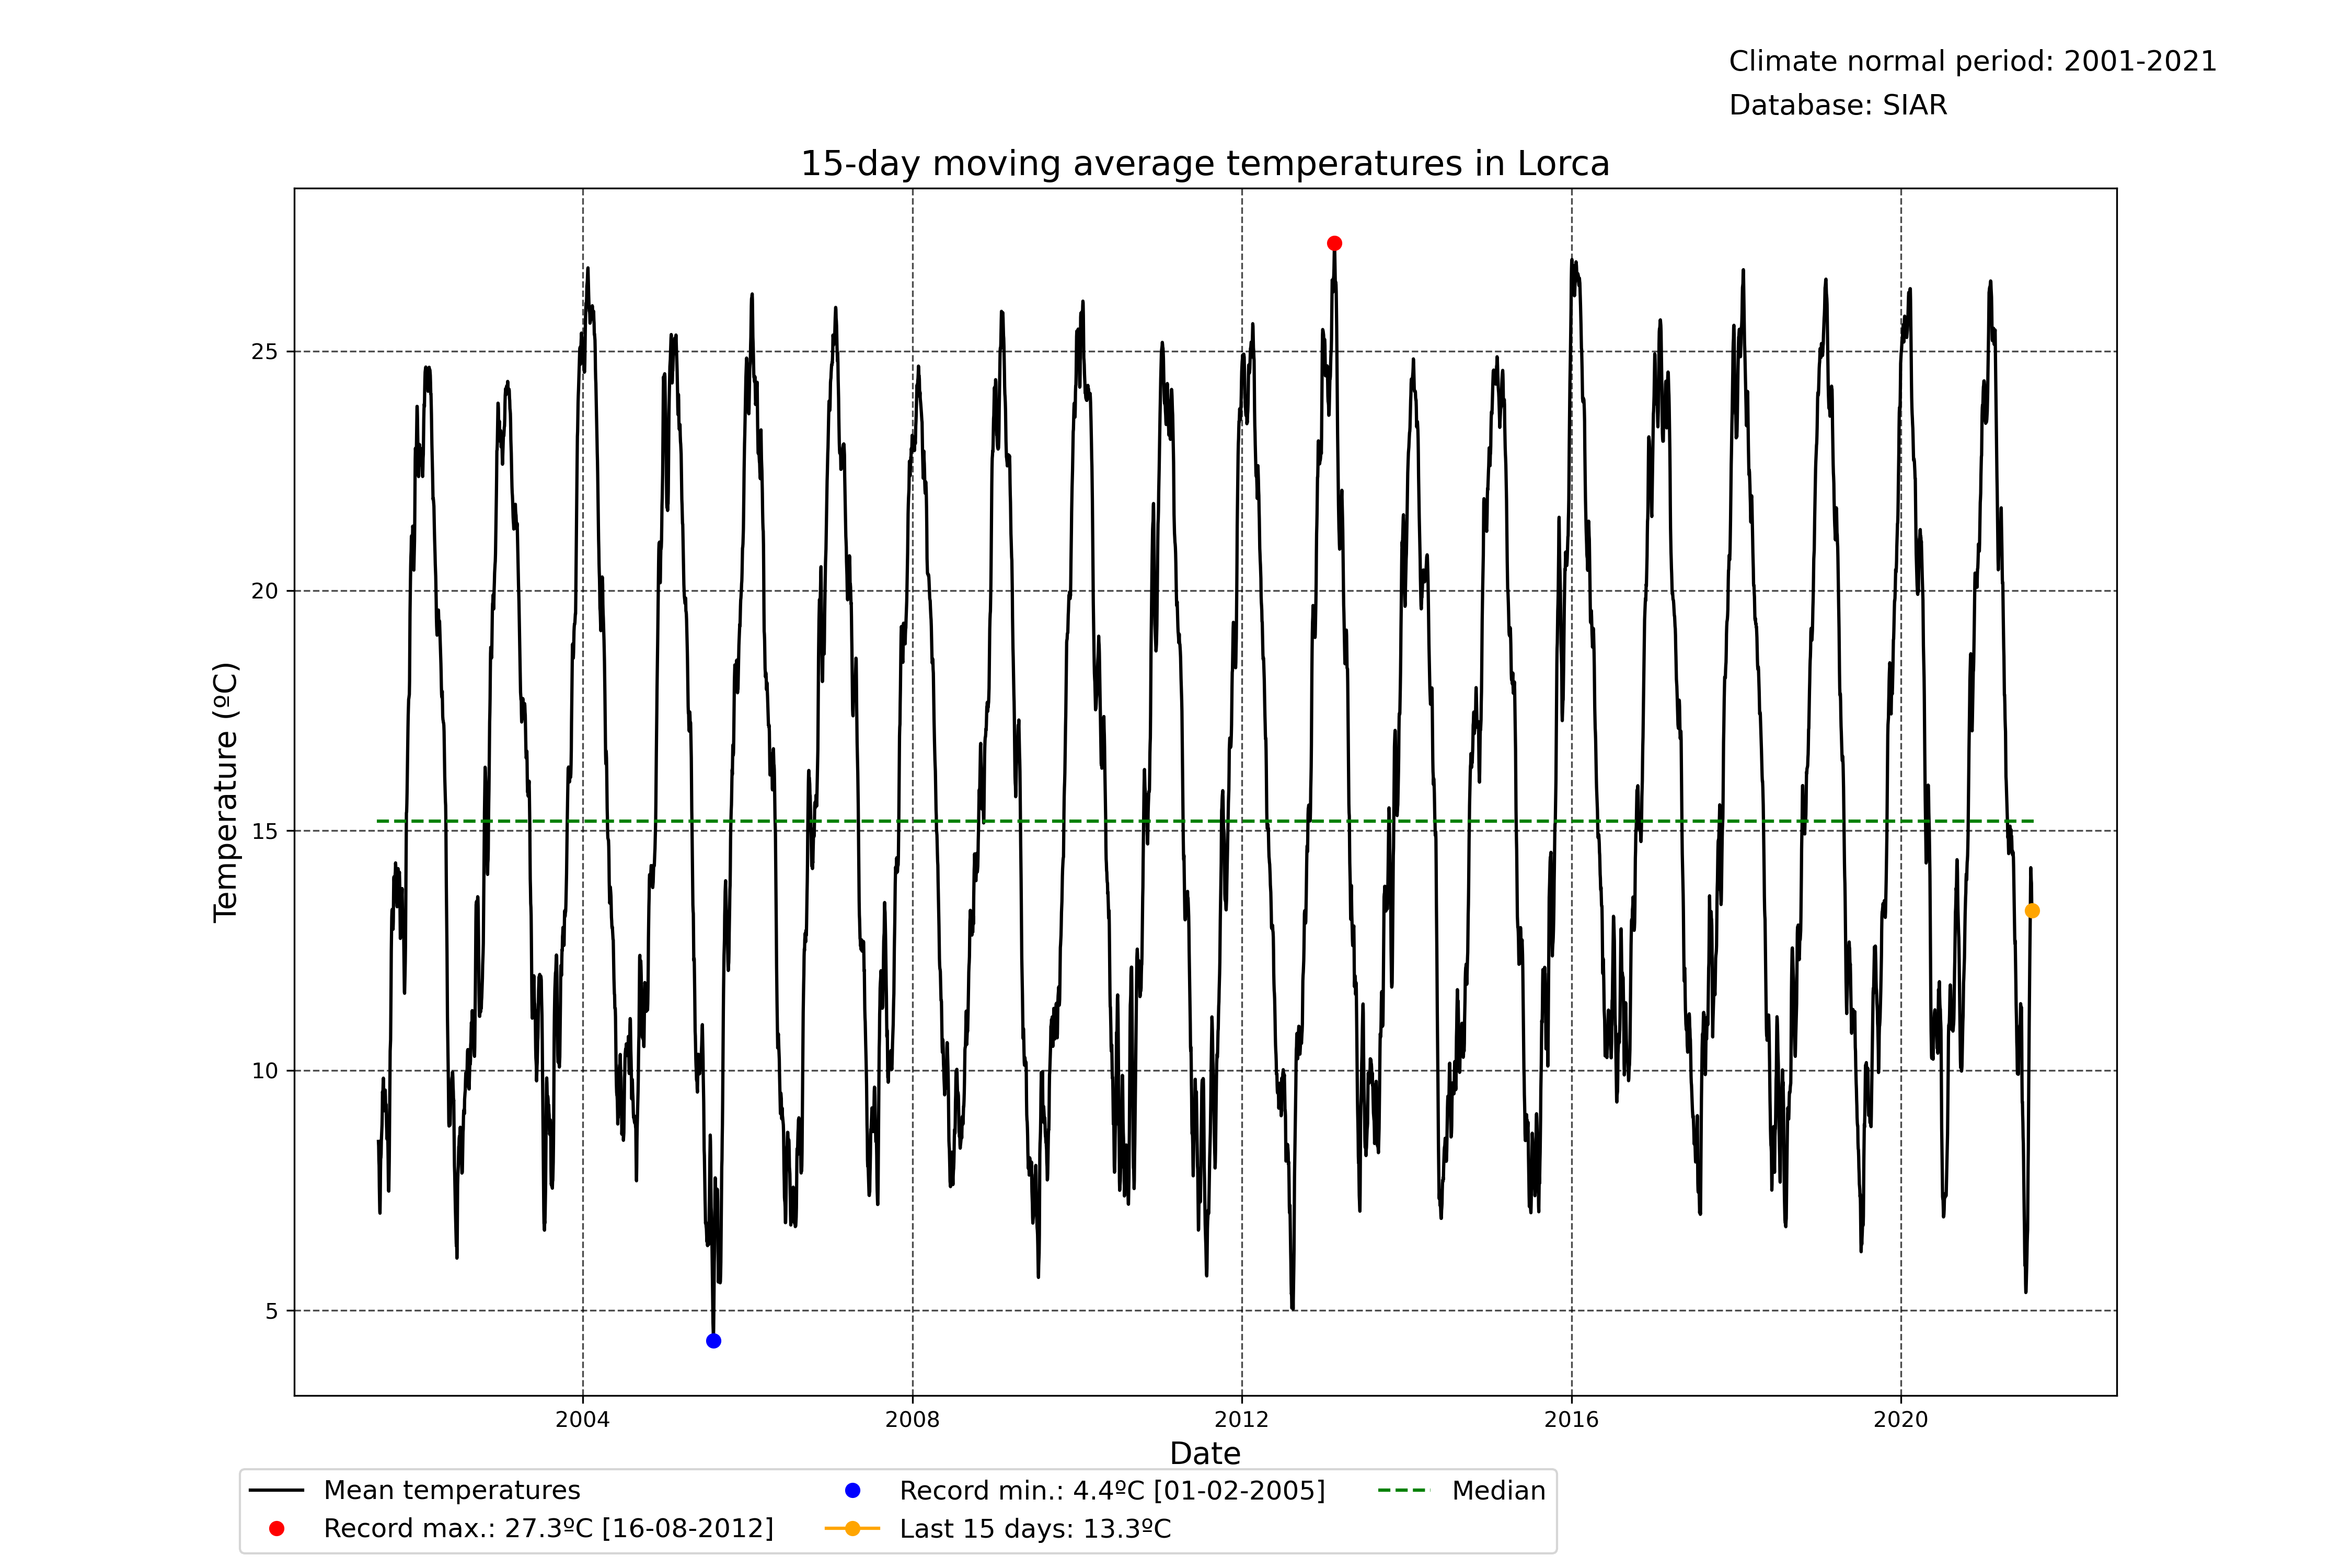 Climate normal period: 2001-2021
Database: SIAR
15-day moving average temperatures in Lorca
Temperature (ºC)
25
20
15
10
5
2004 2008 2012 2016 2020
Date
Mean temperatures
Record max.: 27.3ºC [16-08-2012]
Record min.: 4.4ºC [01-02-2005]
Last 15 days: 13.3ºC
Median